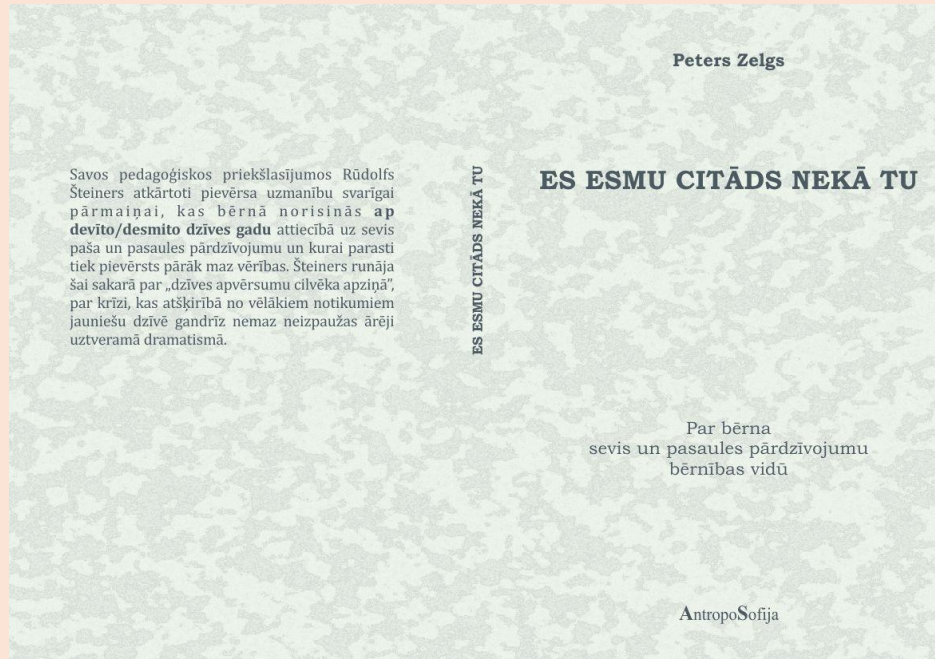 Savos pedagoģiskos priekšlasījumos Rūdolfs
Šteiners atkārtoti pievērsa uzmanību svarīgai
pārmaiņai, kas bērnā norisinās ap
devīto/desmito dzīves gadu attiecībā uz sevis
paša un pasaules pārdzīvojumu un kurai parasti
tiek pievērsts pārāk maz vērības. Šteiners runāja
šai sakarā par „dzīves apvērsumu cilvēka apziņā”,
par krīzi, kas atšķirībā no vēlākiem notikumiem
jauniešu dzīvē gandrīz nemaz neizpaužas ārēji
uztveramā dramatismā.
ES ESMU CITĀDS NEKĀ TU
Peters Zelgs
ES ESMU CITĀDS NEKĀ TU
Par bērna
sevis un pasaules pārdzīvojumu
bērnības vidū
AntropoSofija